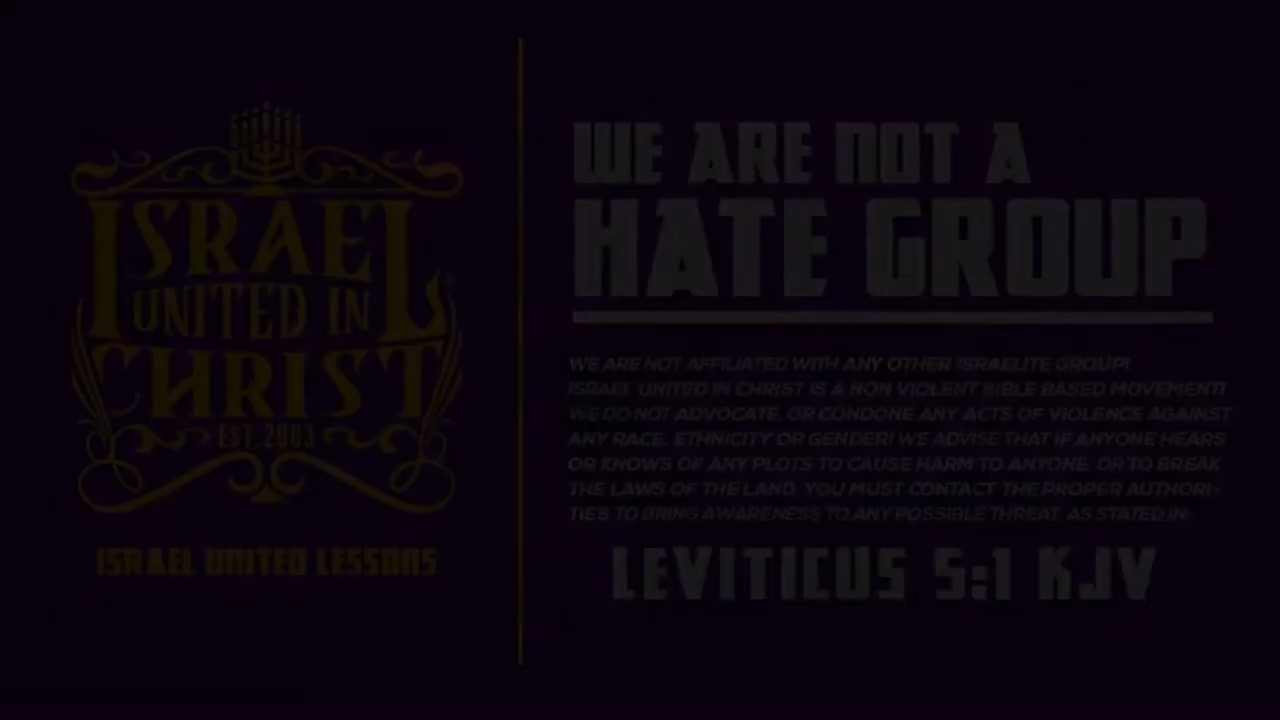 ISRAEL
UNITED IN
CHRIST
EST. 2003
ISRAEL UNITED LESSONS
WE ARE NOT A
HATE GROUP
WE ARE NOT AFFILIATED WITH ANY OTHER ISRAELITE GROUP!
ISRAEL UNITED IN CHRIST IS A NON VIOLENT BIBLE BASED MOVEMENT!
WE DO NOT ADVOCATE, OR CONDONE ANY ACTS OF VIOLENCE AGAINST
ANY RACE, ETHNICITY OR GENDER! WE ADVISE THAT IF ANYONE HEARS
OR KNOWS OF ANY PLOTS TO CAUSE HARM TO ANYONE, OR TO BREAK
THE LAWS OF THE LAND, YOU MUST CONTACT THE PROPER AUTHORI-
TIES TO BRING AWARENESS TO ANY POSSIBLE THREAT, AS STATED IN:
LEVITICUS 5:1 KJV